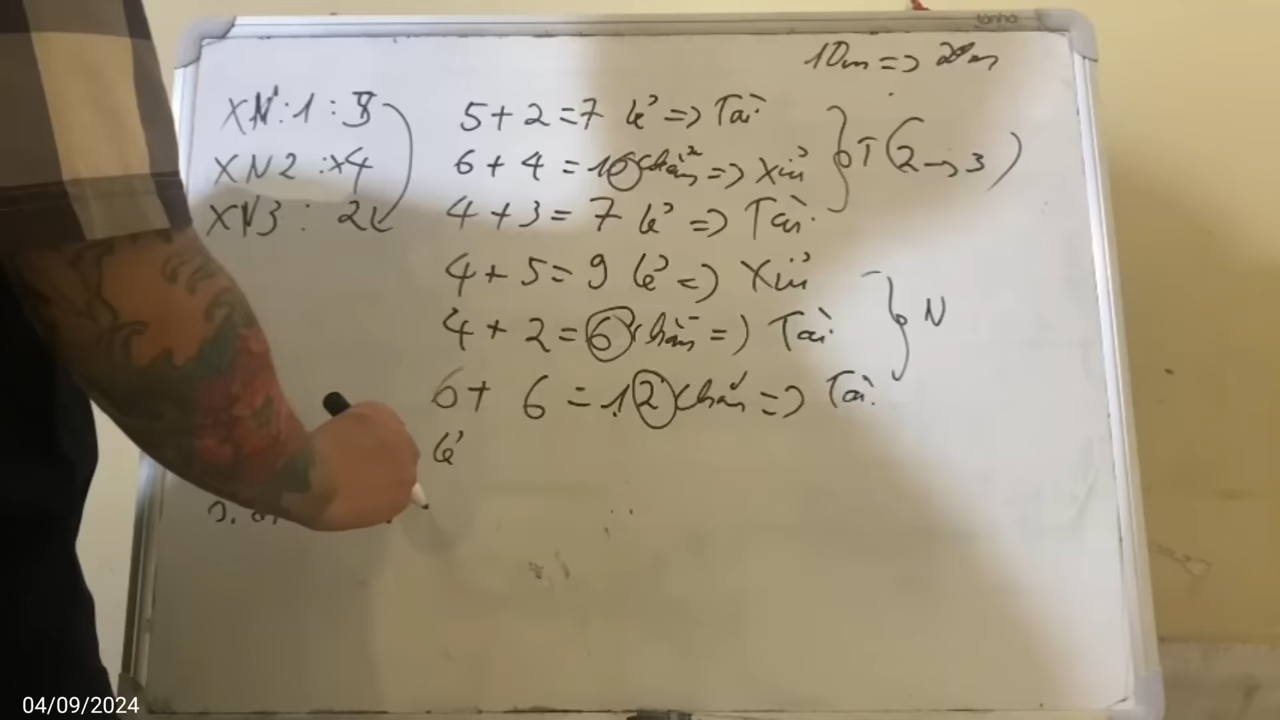 tânhà
10m => 20m
XN1:1:
XN2:x4
XN3: 2
5+2=7 lẻ => Tài
6+4=10 chẵn => Xỉu
4+3=7 lẻ => Tài
} T (2→3)
4+5=9 lẻ => Xỉu
4+2=6 chẵn => Tài
} N
6+6=12 chẵn => Tài
lẻ
04/09/2024